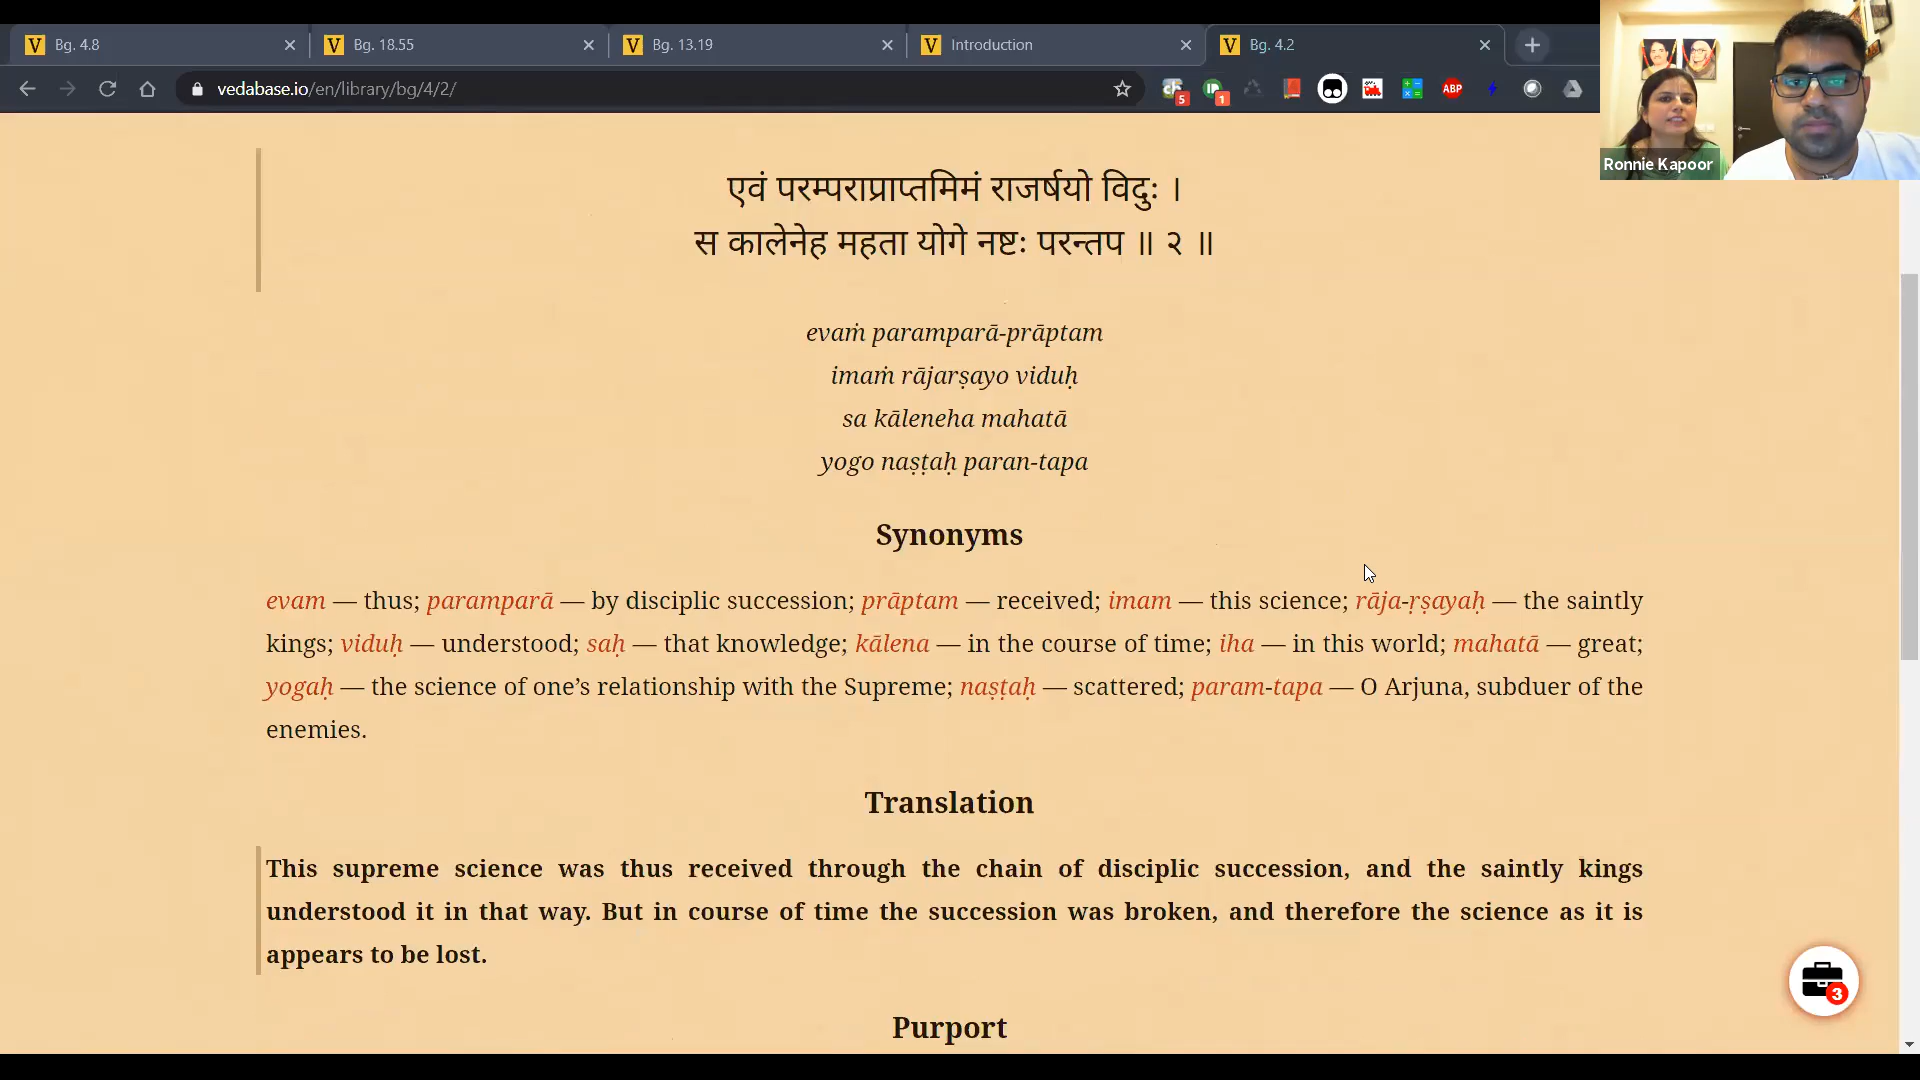 Bg. 4.8
Bg. 18.55
Bg. 13.19
Introduction
Bg. 4.2
vedabase.io/en/library/bg/4/2/
5
1
ABP
Ronnie Kapoor
एवं परम्पराप्राप्तमिमं राजर्षयो विदुः ।
स कालेनेह महता योगे नष्टः परन्तप ॥ २ ॥
evaṁ paramparā-prāptam
imaṁ rājarṣayo viduḥ
sa kāleneha mahatā
yogo naṣṭaḥ paran-tapa
Synonyms
evam — thus; paramparā — by disciplic succession; prāptam — received; imam — this science; rāja-ṛṣayaḥ — the saintly
kings; viduḥ — understood; saḥ — that knowledge; kālena — in the course of time; iha — in this world; mahatā — great;
yogaḥ — the science of one’s relationship with the Supreme; naṣṭaḥ — scattered; param-tapa — O Arjuna, subduer of the
enemies.
Translation
This supreme science was thus received through the chain of disciplic succession, and the saintly kings
understood it in that way. But in course of time the succession was broken, and therefore the science as it is
appears to be lost.
3
Purport